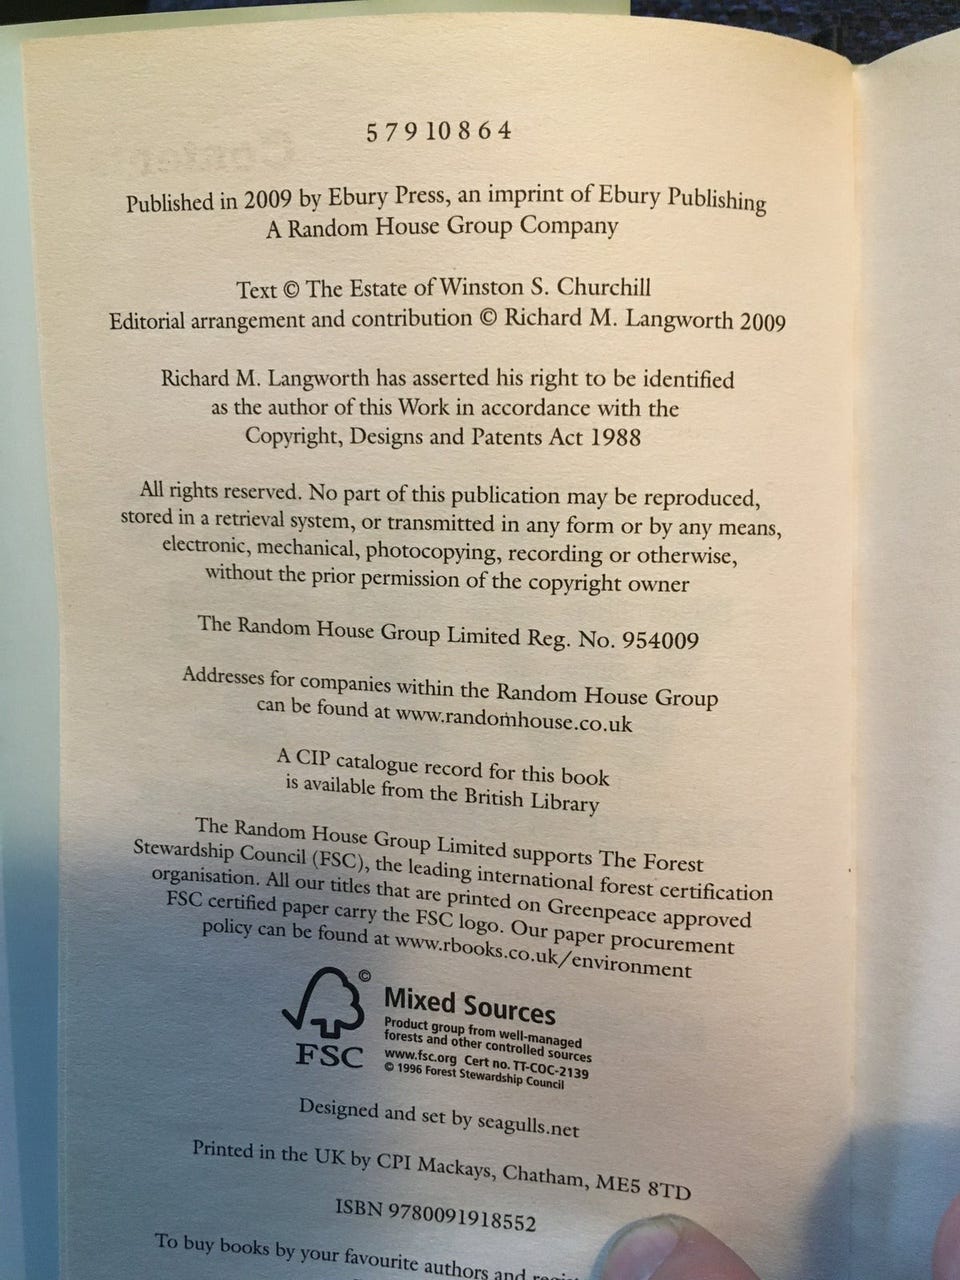 5 7 9 10 8 6 4
Published in 2009 by Ebury Press, an imprint of Ebury Publishing
A Random House Group Company
Text © The Estate of Winston S. Churchill
Editorial arrangement and contribution © Richard M. Langworth 2009
Richard M. Langworth has asserted his right to be identified
as the author of this Work in accordance with the
Copyright, Designs and Patents Act 1988
All rights reserved. No part of this publication may be reproduced,
stored in a retrieval system, or transmitted in any form or by any means,
electronic, mechanical, photocopying, recording or otherwise,
without the prior permission of the copyright owner
The Random House Group Limited Reg. No. 954009
Addresses for companies within the Random House Group
can be found at www.randomhouse.co.uk
A CIP catalogue record for this book
is available from the British Library
The Random House Group Limited supports The Forest
Stewardship Council (FSC), the leading international forest certification
organisation. All our titles that are printed on Greenpeace approved
FSC certified paper carry the FSC logo. Our paper procurement
policy can be found at www.rbooks.co.uk/environment
©
FSC
Mixed Sources
Product group from well-managed
forests and other controlled sources
www.fsc.org Cert no. TT-COC-2139
© 1996 Forest Stewardship Council
Designed and set by seagulls.net
Printed in the UK by CPI Mackays, Chatham, ME5 8TD
ISBN 9780091918552
To buy books by your favourite authors and